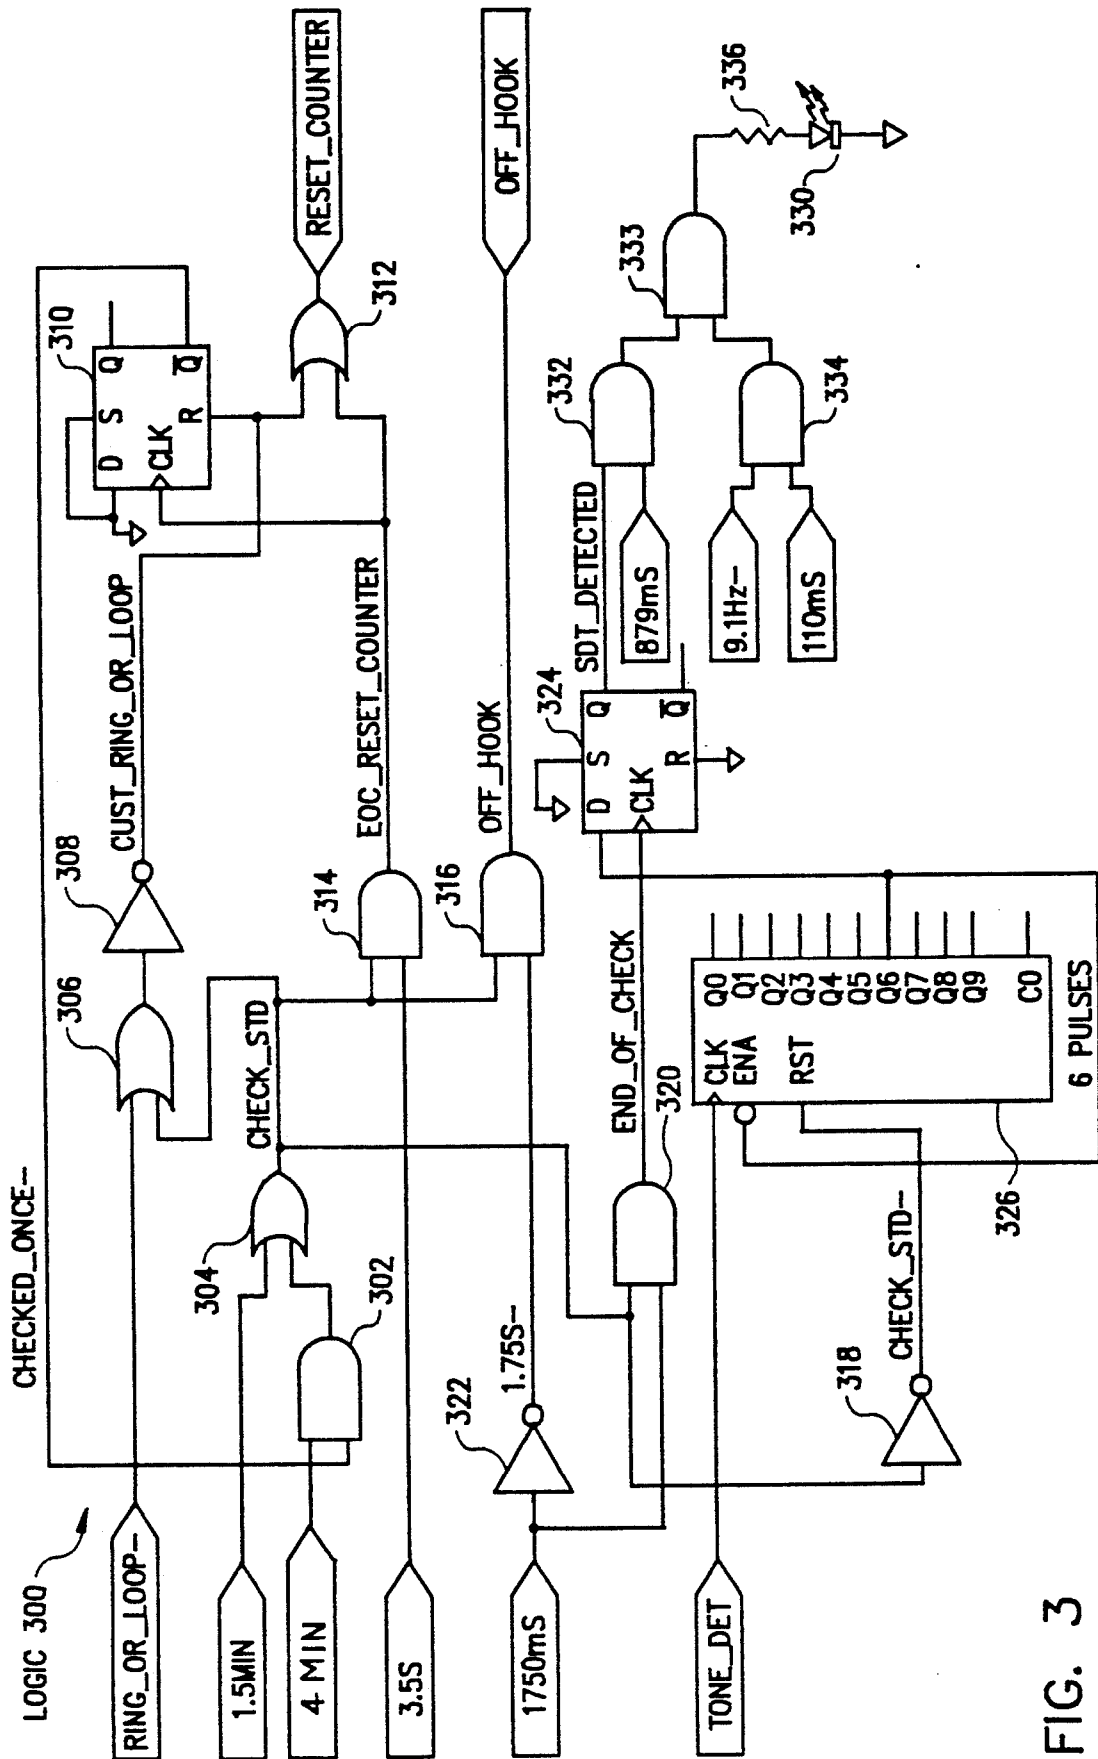 LOGIC 300
CHECKED_ONCE–
RING_OR_LOOP–
1.5MIN
4 MIN
3.5S
1750mS
TONE_DET
302
304
306
308
CUST_RING_OR_LOOP
CHECK_STD
310
D
S
Q
CLK
R
Q
312
RESET_COUNTER
314
EOC_RESET_COUNTER
316
OFF_HOOK
OFF_HOOK
322
1.75S–
318
CHECK_STD–
320
END_OF_CHECK
324
D
S
Q
CLK
R
Q
SDT_DETECTED
326
CLK
ENA
RST
Q0
Q1
Q2
Q3
Q4
Q5
Q6
Q7
Q8
Q9
CO
6 PULSES
879mS
9.1Hz–
110mS
332
334
333
336
330
FIG. 3